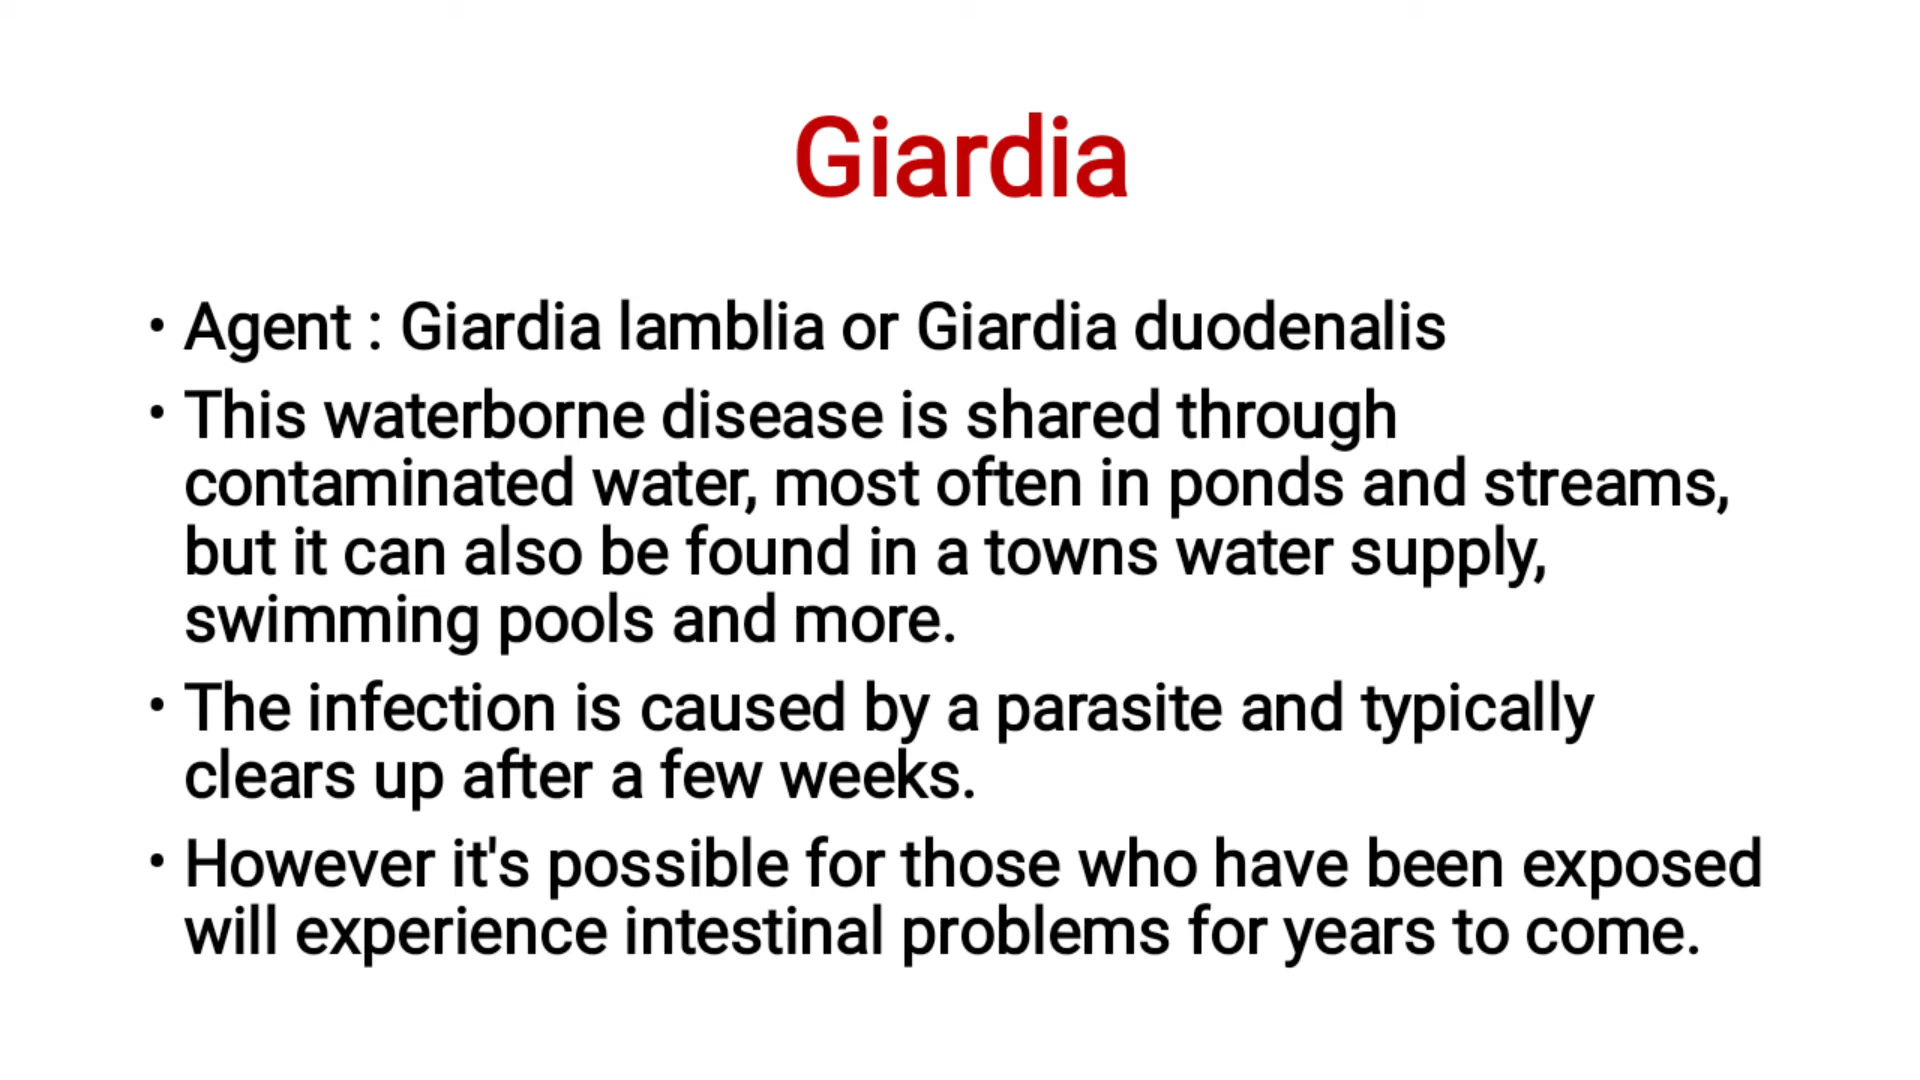 Giardia
• Agent : Giardia lamblia or Giardia duodenalis
• This waterborne disease is shared through
contaminated water, most often in ponds and streams,
but it can also be found in a towns water supply,
swimming pools and more.
• The infection is caused by a parasite and typically
clears up after a few weeks.
• However it's possible for those who have been exposed
will experience intestinal problems for years to come.